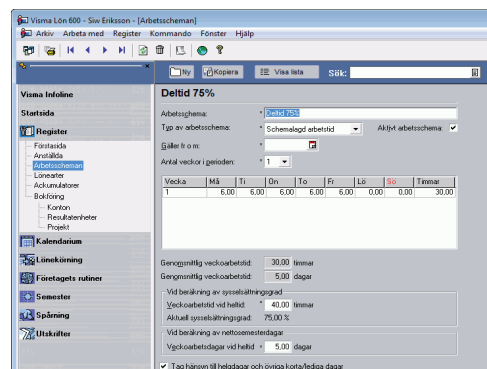 Visma Lön 600 - Siw Eriksson - [Arbetsscheman]
Arkiv Arbeta med Register Kommando Fönster Hjälp
Ny Kopiera Visa lista Sök:
Visma Infoline
Startsida
Register
Förstasida
Anställda
Arbetsscheman
Lönearter
Ackumulatorer
Bokföring
Konton
Resultatenheter
Projekt
Kalendarium
Lönekörning
Företagets rutiner
Semester
Spårning
Utskrifter
Deltid 75%
Arbetsschema: * Deltid 75%
Typ av arbetsschema: * Schemalagd arbetstid Aktivt arbetsschema:
Gäller fr o m: *
Antal veckor i perioden: * 1
Vecka Må Ti On To Fr Lö Sö Timmar
1 6,00 6,00 6,00 6,00 6,00 0,00 0,00 30,00
Genomsnittlig veckoarbetstid: 30,00 timmar
Gengmsnittlig veckoarbetstid: 5,00 dagar
Vid beräkning av sysselsättningsgrad
Veckoarbetstid vid heltid: * 40,00 timmar
Aktuell sysselsättningsgrad: 75,00 %
Vid beräkning av nettosemesterdagar
Veckoarbetsdagar vid heltid * 5,00 dagar
Tag hänsyn till helgdagar och övriga korta/lediga dagar